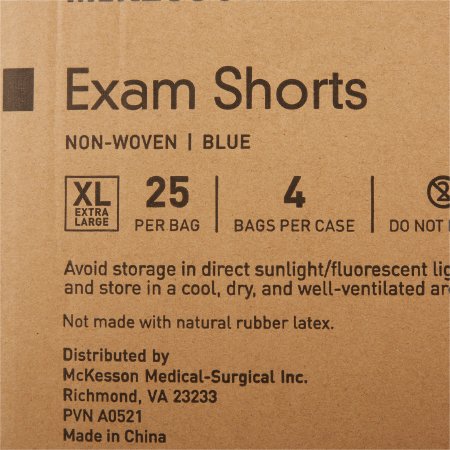 Exam Shorts
NON-WOVEN | BLUE
XL
EXTRA
LARGE
25
PER BAG
4
BAGS PER CASE
DO NOT
Avoid storage in direct sunlight/fluorescent
and store in a cool, dry, and well-ventilated
Not made with natural rubber latex.
Distributed by
McKesson Medical-Surgical Inc.
Richmond, VA 23233
PVN A0521
Made in China